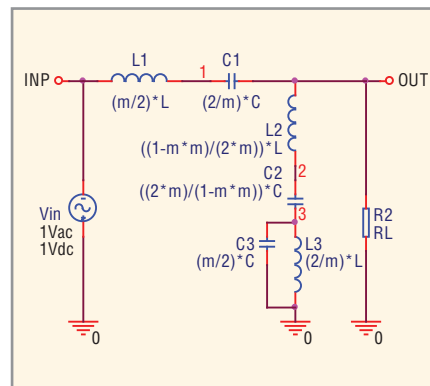 L1
C1
INP
1
OUT
(m/2)*L
(2/m)*C
L2
((1-m*m)/(2*m))*L
C2
2
((2*m)/(1-m*m))*C
3
Vin
1Vac
1Vdc
C3
L3
R2
RL
(m/2)*C
(2/m)*L
0
0
0